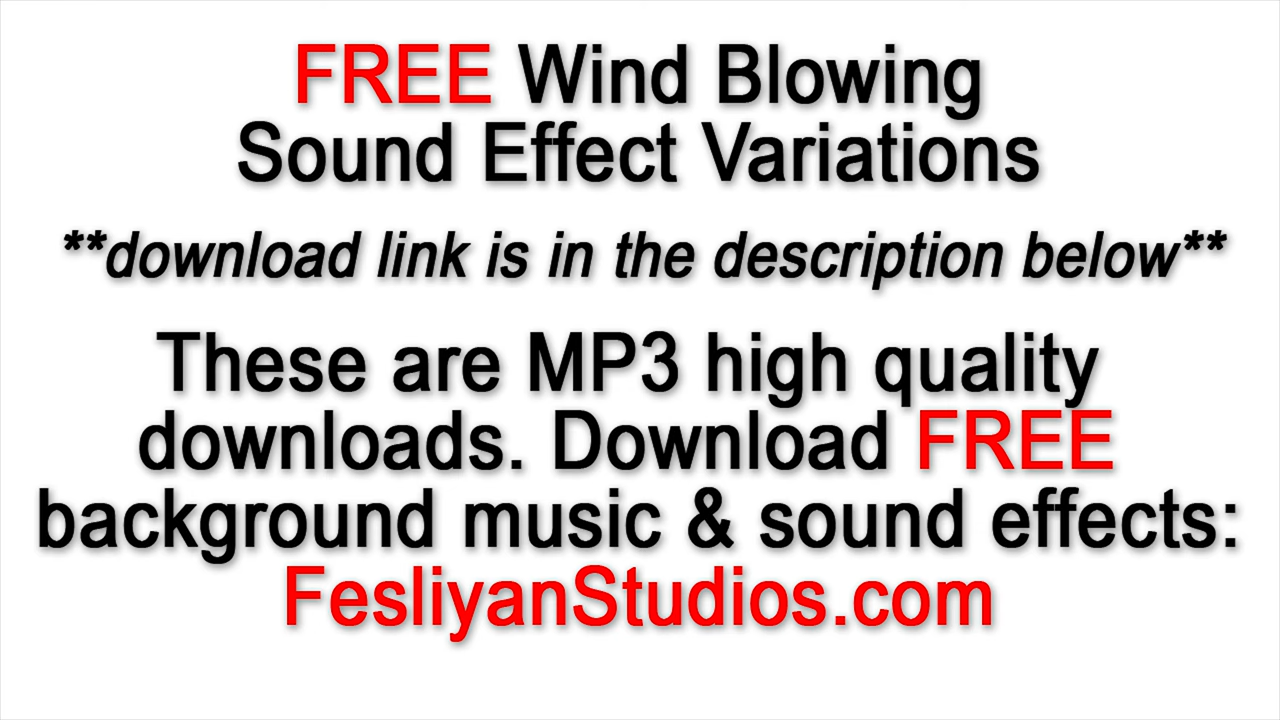 FREE Wind Blowing
Sound Effect Variations
**download link is in the description below**
These are MP3 high quality
downloads. Download FREE
background music & sound effects:
FesliyanStudios.com